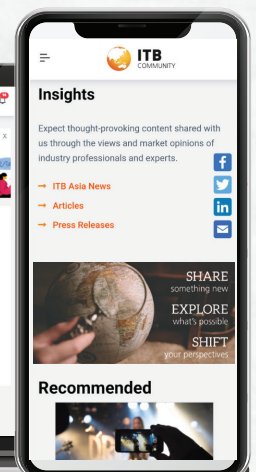 ITB
COMMUNITY
Insights
Expect thought-provoking content shared with
us through the views and market opinions of
industry professionals and experts.
→ ITB Asia News
→ Articles
→ Press Releases
SHARE
something new
EXPLORE
what's possible
SHIFT
your perspectives
Recommended